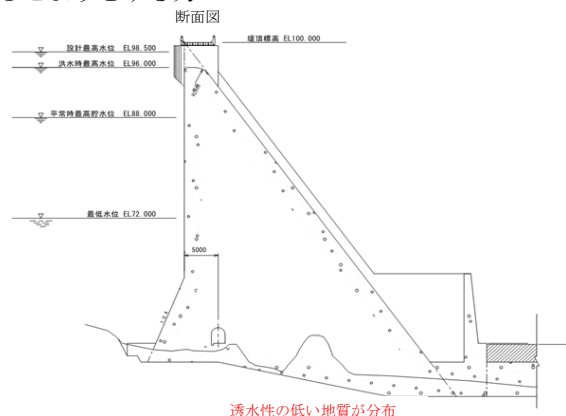 断面図
堤頂標高 EL100.000
設計最高水位 EL98.500
洪水時最高水位 EL96.000
平常時最高貯水位 EL88.000
最低水位 EL72.000
5000
透水性の低い地質が分布